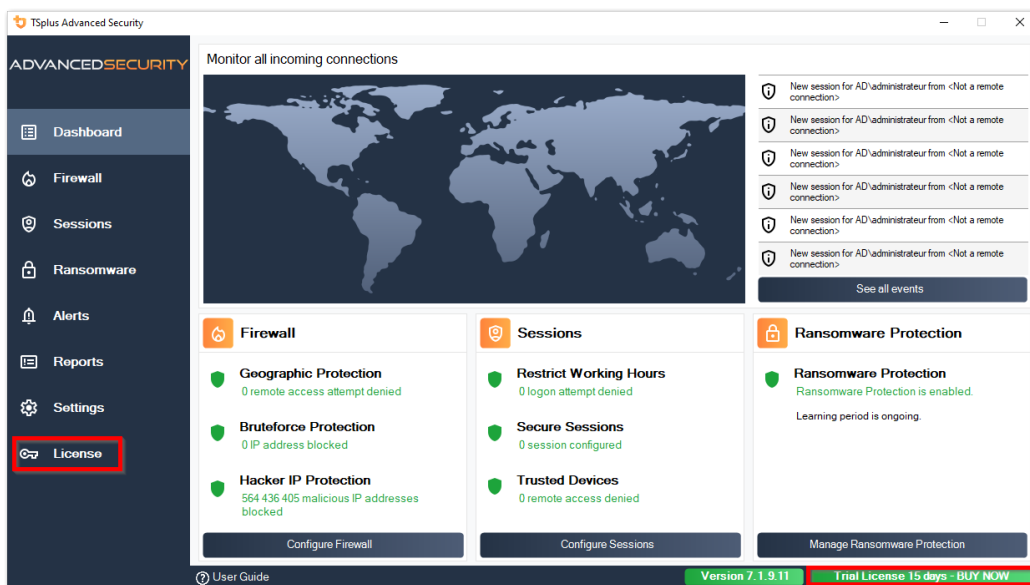 TSplus Advanced Security
ADVANCEDSECURITY
Dashboard
Firewall
Sessions
Ransomware
Alerts
Reports
Settings
License
Monitor all incoming connections
New session for AD\administrateur from <Not a remote
connection>
New session for AD\administrateur from <Not a remote
connection>
New session for AD\administrateur from <Not a remote
connection>
New session for AD\administrateur from <Not a remote
connection>
New session for AD\administrateur from <Not a remote
connection>
New session for AD\administrateur from <Not a remote
connection>
See all events
Firewall
Geographic Protection
0 remote access attempt denied
Bruteforce Protection
0 IP address blocked
Hacker IP Protection
564 436 405 malicious IP addresses
blocked
Configure Firewall
Sessions
Restrict Working Hours
0 logon attempt denied
Secure Sessions
0 session configured
Trusted Devices
0 remote access denied
Configure Sessions
Ransomware Protection
Ransomware Protection
Ransomware Protection is enabled.
Learning period is ongoing.
Manage Ransomware Protection
User Guide
Version 7.1.9.11
Trial License 15 days - BUY NOW